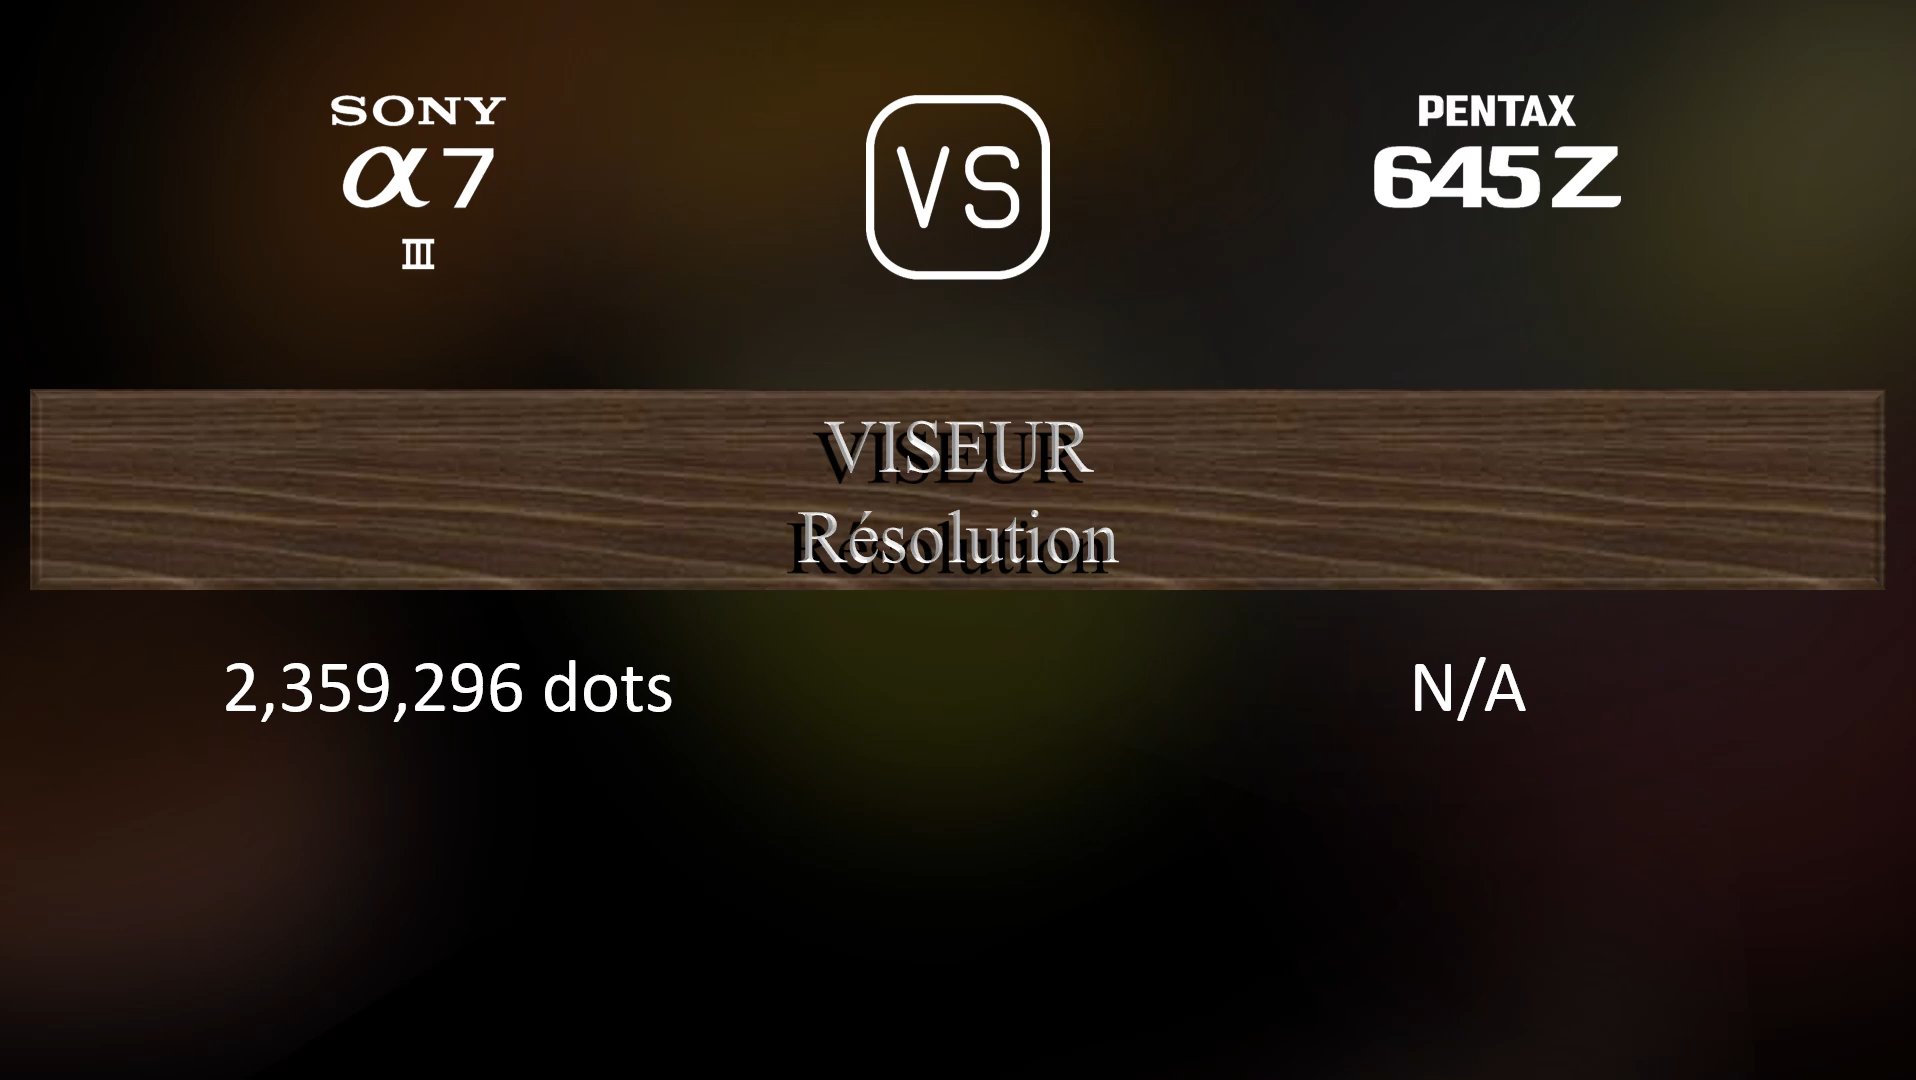 SONY
α7
III
VS
PENTAX
645Z
VISEUR
Résolution
2,359,296 dots
N/A